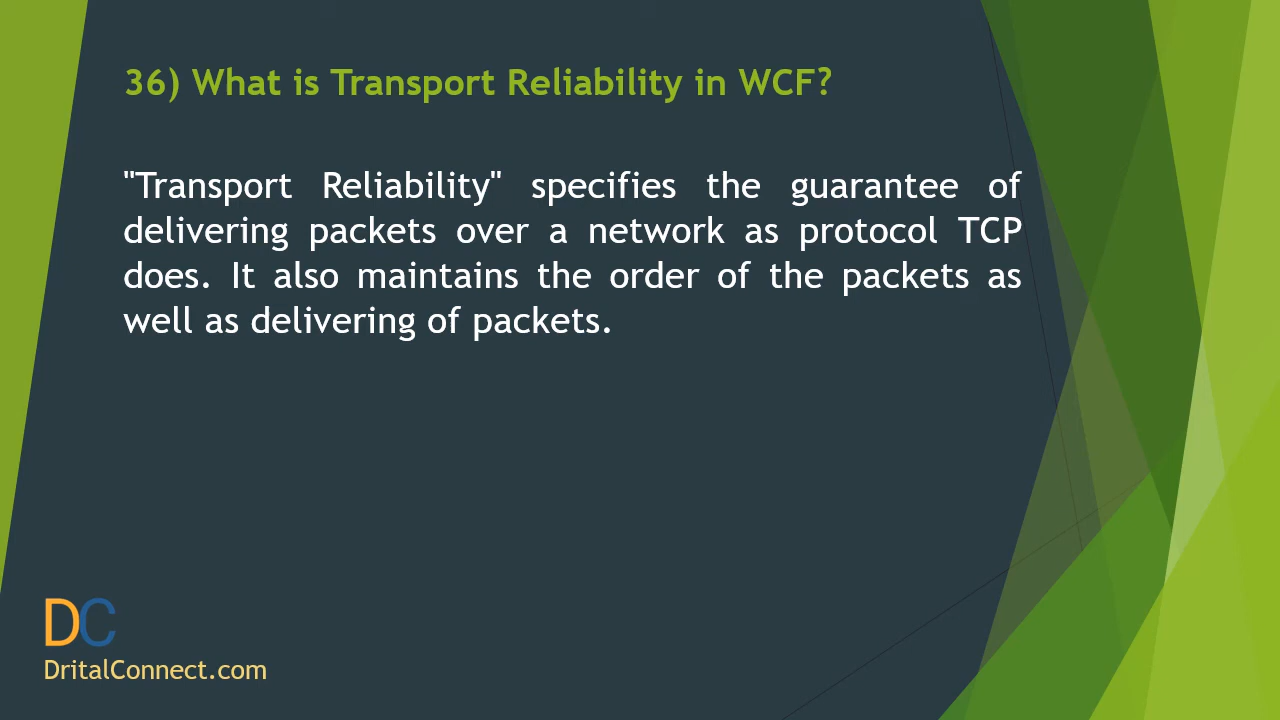 36) What is Transport Reliability in WCF?
"Transport Reliability" specifies the guarantee of
delivering packets over a network as protocol TCP
does. It also maintains the order of the packets as
well as delivering of packets.
DC
DritalConnect.com